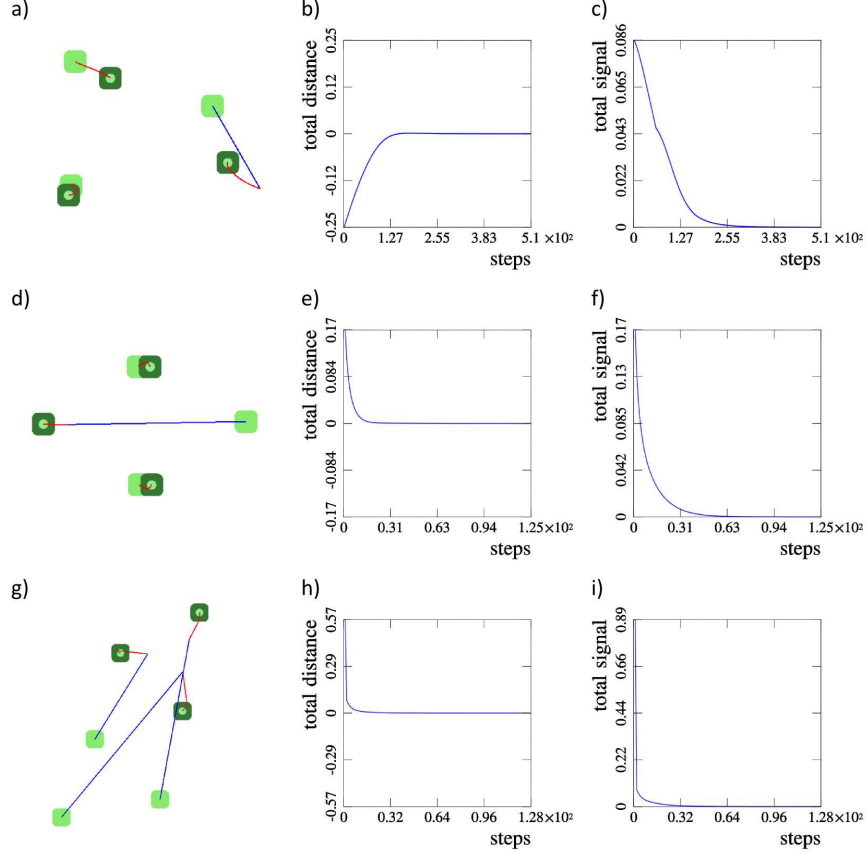 a)
b)
c)
total distance
0.25
0.12
0
-0.12
-0.25
0
1.27
2.55
3.83
5.1 ×10²
steps
total signal
0.086
0.065
0.043
0.022
0
0
1.27
2.55
3.83
5.1 ×10²
steps
d)
e)
f)
total distance
0.17
0.084
0
-0.084
-0.17
0
0.31
0.63
0.94
1.25×10²
steps
total signal
0.17
0.13
0.085
0.042
0
0
0.31
0.63
0.94
1.25×10²
steps
g)
h)
i)
total distance
0.57
0.29
0
-0.29
-0.57
0
0.32
0.64
0.96
1.28×10²
steps
total signal
0.89
0.66
0.44
0.22
0
0
0.32
0.64
0.96
1.28×10²
steps